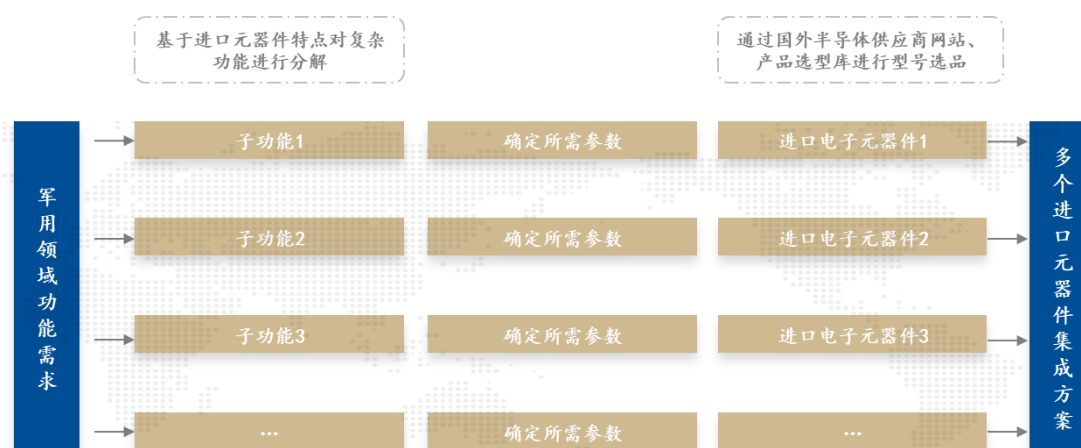 基于进口元器件特点对复杂
功能进行分解
通过国外半导体供应商网站、
产品选型库进行型号选品
军用领域功能需求
子功能1
确定所需参数
进口电子元器件1
子功能2
确定所需参数
进口电子元器件2
子功能3
确定所需参数
进口电子元器件3
...
确定所需参数
...
多个进口元器件集成方案